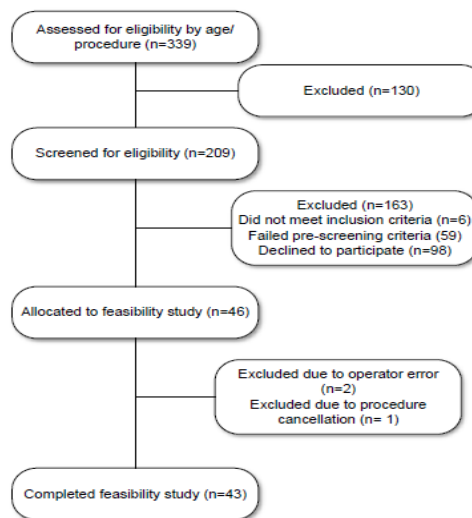 Assessed for eligibility by age/
procedure (n=339)
Excluded (n=130)
Screened for eligibility (n=209)
Excluded (n=163)
Did not meet inclusion criteria (n=6)
Failed pre-screening criteria (59)
Declined to participate (n=98)
Allocated to feasibility study (n=46)
Excluded due to operator error
(n=2)
Excluded due to procedure
cancellation (n= 1)
Completed feasibility study (n=43)